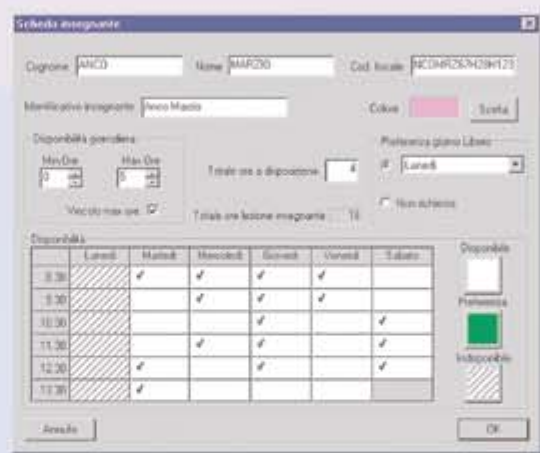 Scheda insegnante
Cognome ANCO Nome MARZIO Cod. fiscale
Identificativo insegnante Anco Marzio Colore Scelta
Disponibilità giornaliera Preferenza giorno Libero
Min Ore Max Ore Totale ore a disposizione 4 Lunedì
0 5
Vincolo max ore Totale ore lezione insegnante 18 Non richiesto
Disponibilità
Lunedì Martedì Mercoledì Giovedì Venerdì Sabato Disponibile
8.30
9.30
10.30 Preferenza
11.30
12.30 Indisponibile
13.30
Annulla OK